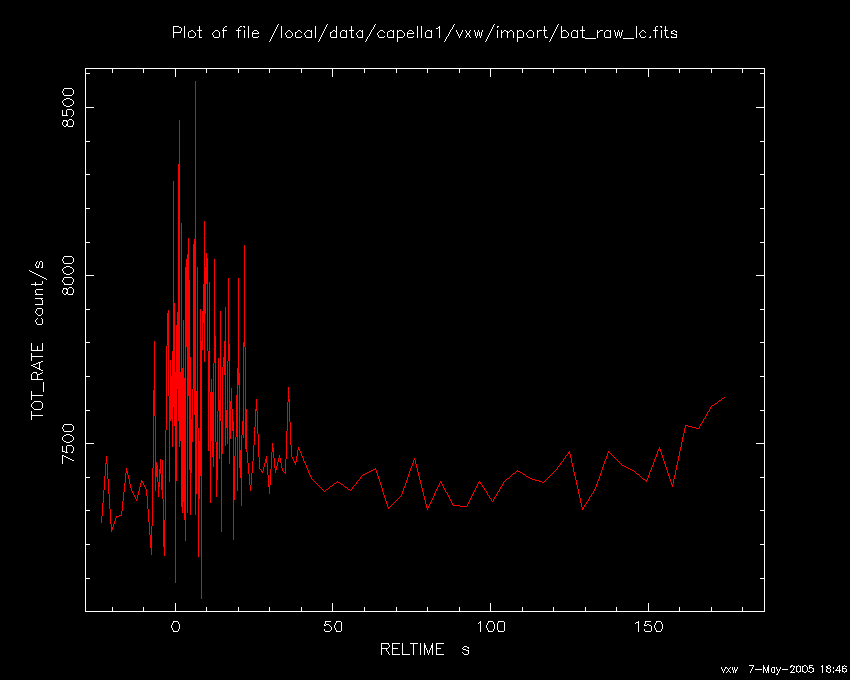 Plot of file /local/data/capella1/vxw/import/bat_raw_lc.fits
8500
8000
7500
TOT_RATE count/s
0 50 100 150
RELTIME s
vxw 7-May-2005 18:46